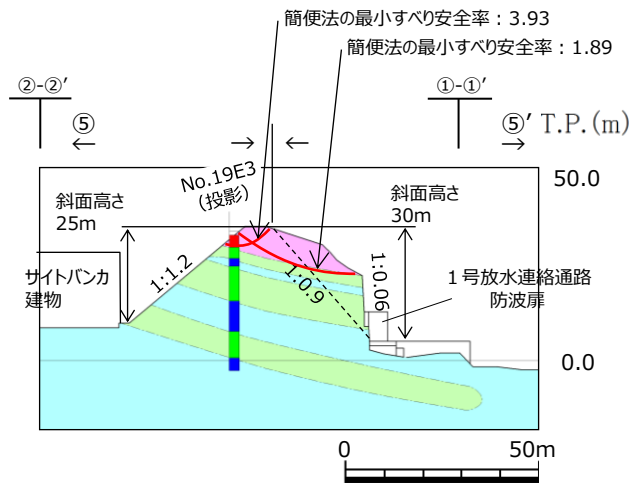 簡便法の最小すべり安全率：3.93
簡便法の最小すべり安全率：1.89
②-②′
①-①′
⑤
⑤′
T.P.(m)
No.19E3
(投影)
50.0
斜面高さ
25m
斜面高さ
30m
1:1.2
1:0.9
1:0.06
サイトバンカ
建物
１号放水連絡通路
防波扉
0.0
0
50m